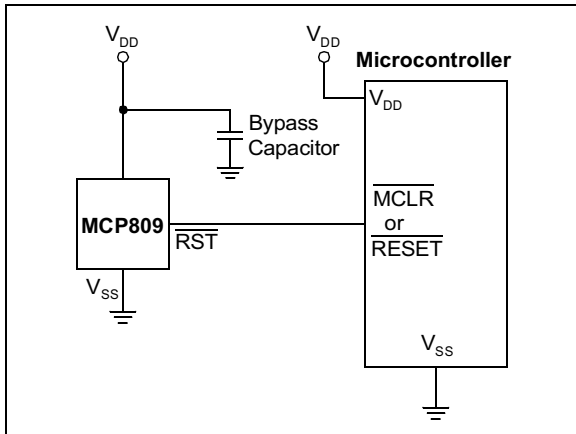 VDD
VDD
Microcontroller
VDD
Bypass
Capacitor
MCP809
RST
MCLR
or
RESET
VSS
VSS